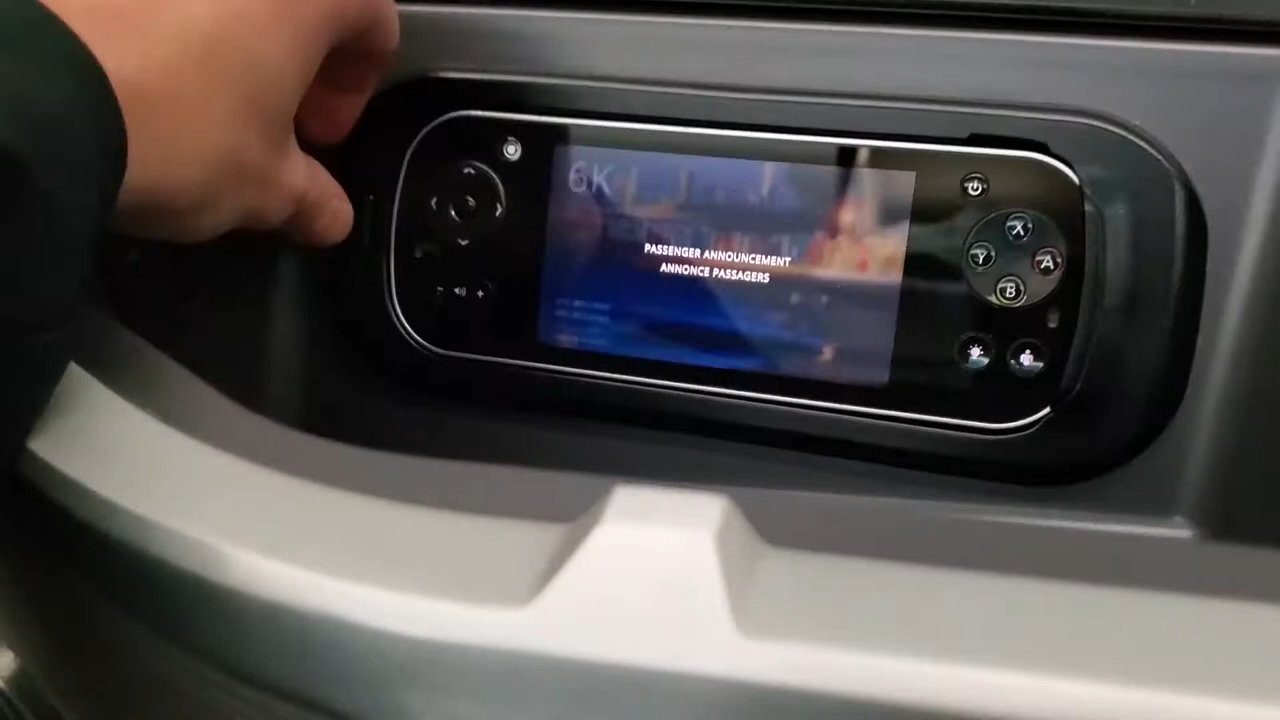 6K
PASSENGER ANNOUNCEMENT
ANNONCE PASSAGERS
X
Y
A
B
- +